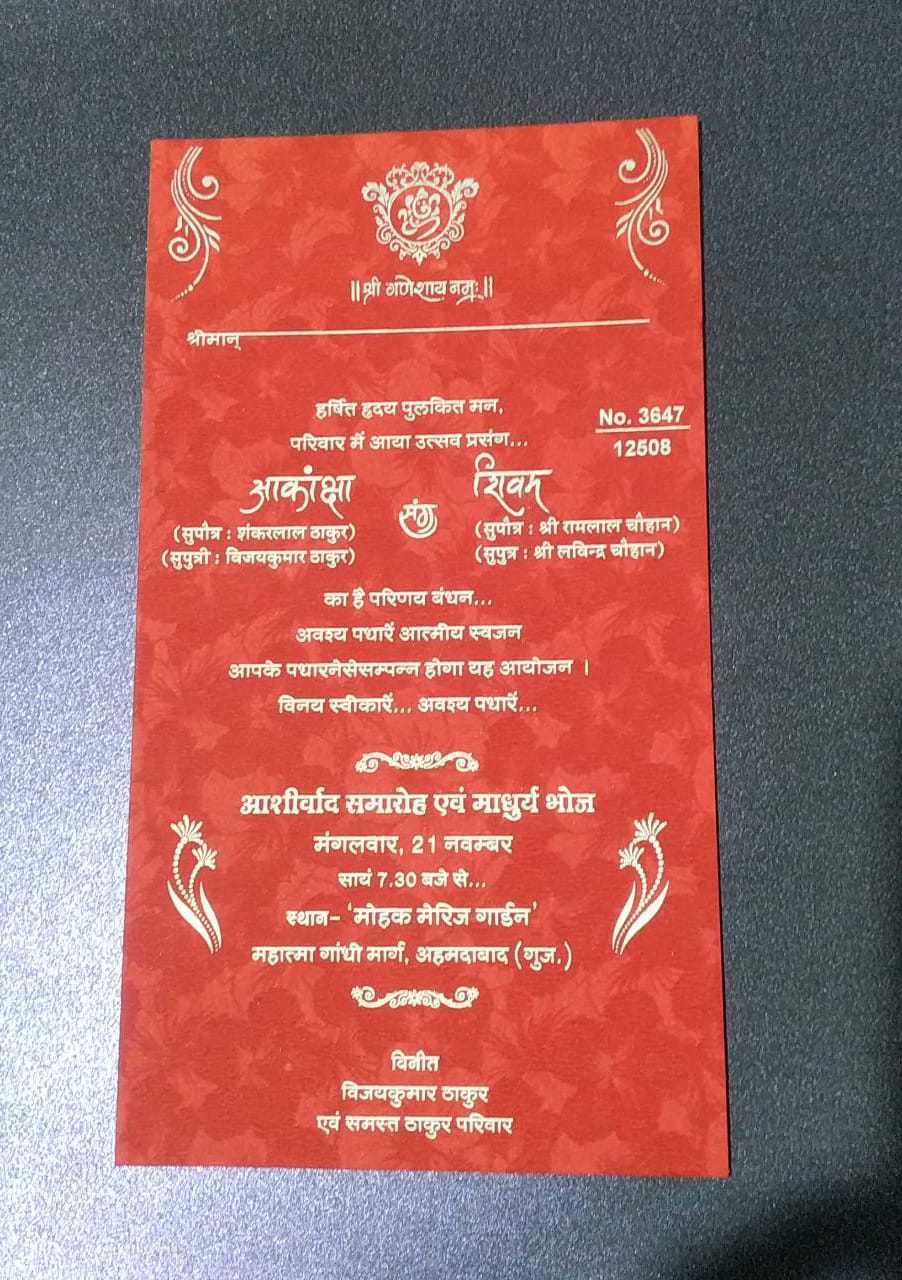 ॥श्री गणेशाय नमः॥
श्रीमान्
हर्षित हृदय पुलकित मन,
परिवार में आया उत्सव प्रसंग...
No. 3647
12508
आकांक्षा
(सुपौत्र : शंकरलाल ठाकुर)
(सुपुत्री : विजयकुमार ठाकुर)
संग
शिवम
(सुपौत्र : श्री रामलाल चौहान)
(सुपुत्र : श्री लविन्द्र चौहान)
का है परिणय बंधन...
अवश्य पधारें आत्मीय स्वजन
आपके पधारनेसेसम्पन्न होगा यह आयोजन ।
विनय स्वीकारें... अवश्य पधारें...
आशीर्वाद समारोह एवं माधुर्य भोज
मंगलवार, 21 नवम्बर
सायं 7.30 बजे से...
स्थान- 'मोहक मेरिज गार्डन'
महात्मा गांधी मार्ग, अहमदाबाद (गुज.)
विनीत
विजयकुमार ठाकुर
एवं समस्त ठाकुर परिवार